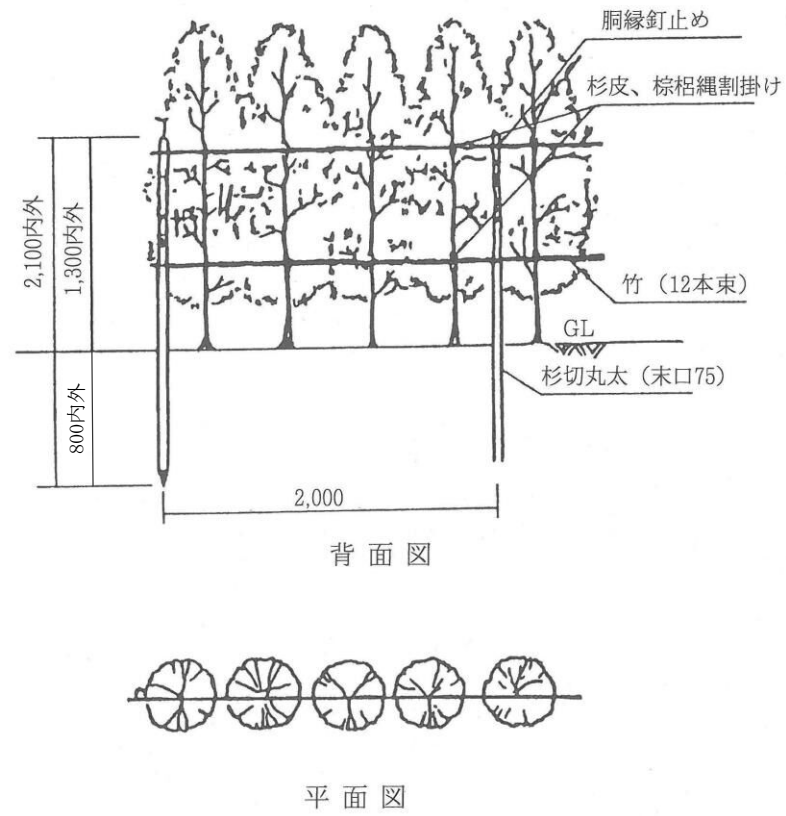 胴縁釘止め
杉皮、棕梠縄割掛け
2,100内外
1,300内外
竹（12本束）
GL
杉切丸太（末口75）
800内外
2,000
背面図
平面図